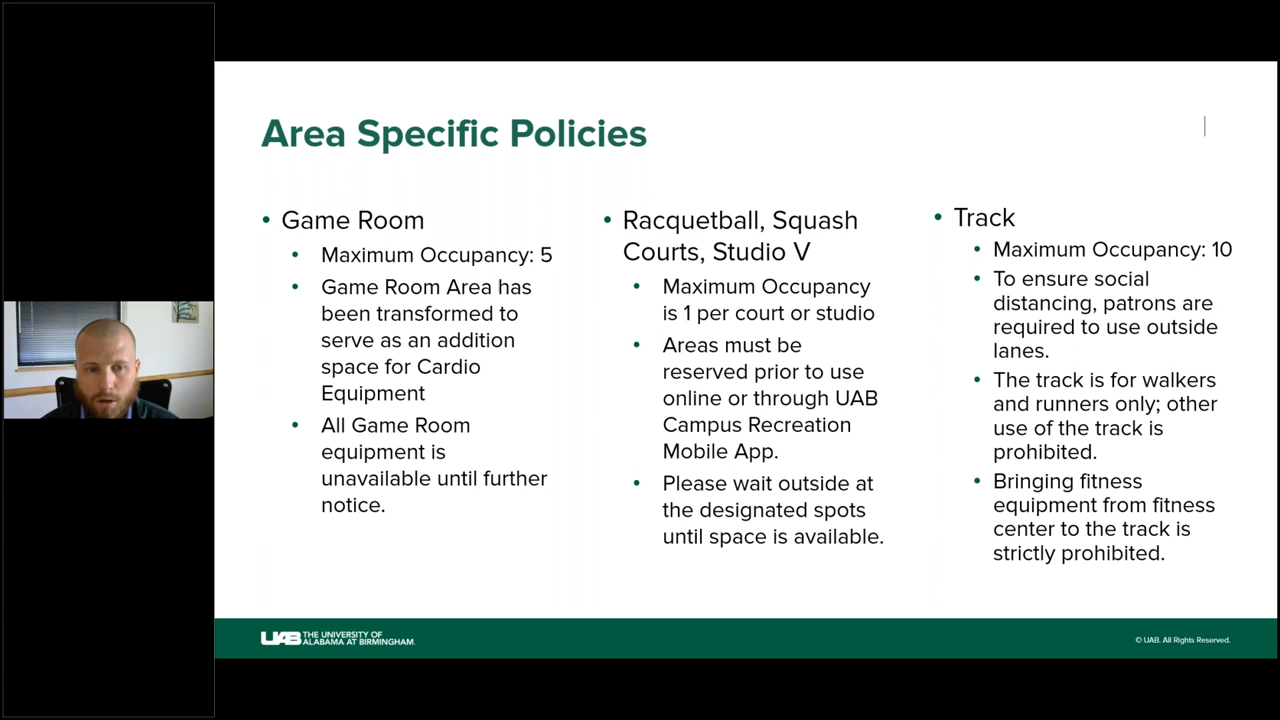 Area Specific Policies
• Game Room
• Maximum Occupancy: 5
• Game Room Area has
been transformed to
serve as an addition
space for Cardio
Equipment
• All Game Room
equipment is
unavailable until further
notice.
• Racquetball, Squash
Courts, Studio V
• Maximum Occupancy
is 1 per court or studio
• Areas must be
reserved prior to use
online or through UAB
Campus Recreation
Mobile App.
• Please wait outside at
the designated spots
until space is available.
• Track
• Maximum Occupancy: 10
• To ensure social
distancing, patrons are
required to use outside
lanes.
• The track is for walkers
and runners only; other
use of the track is
prohibited.
• Bringing fitness
equipment from fitness
center to the track is
strictly prohibited.
UAB THE UNIVERSITY OF
ALABAMA AT BIRMINGHAM.
© UAB. All Rights Reserved.